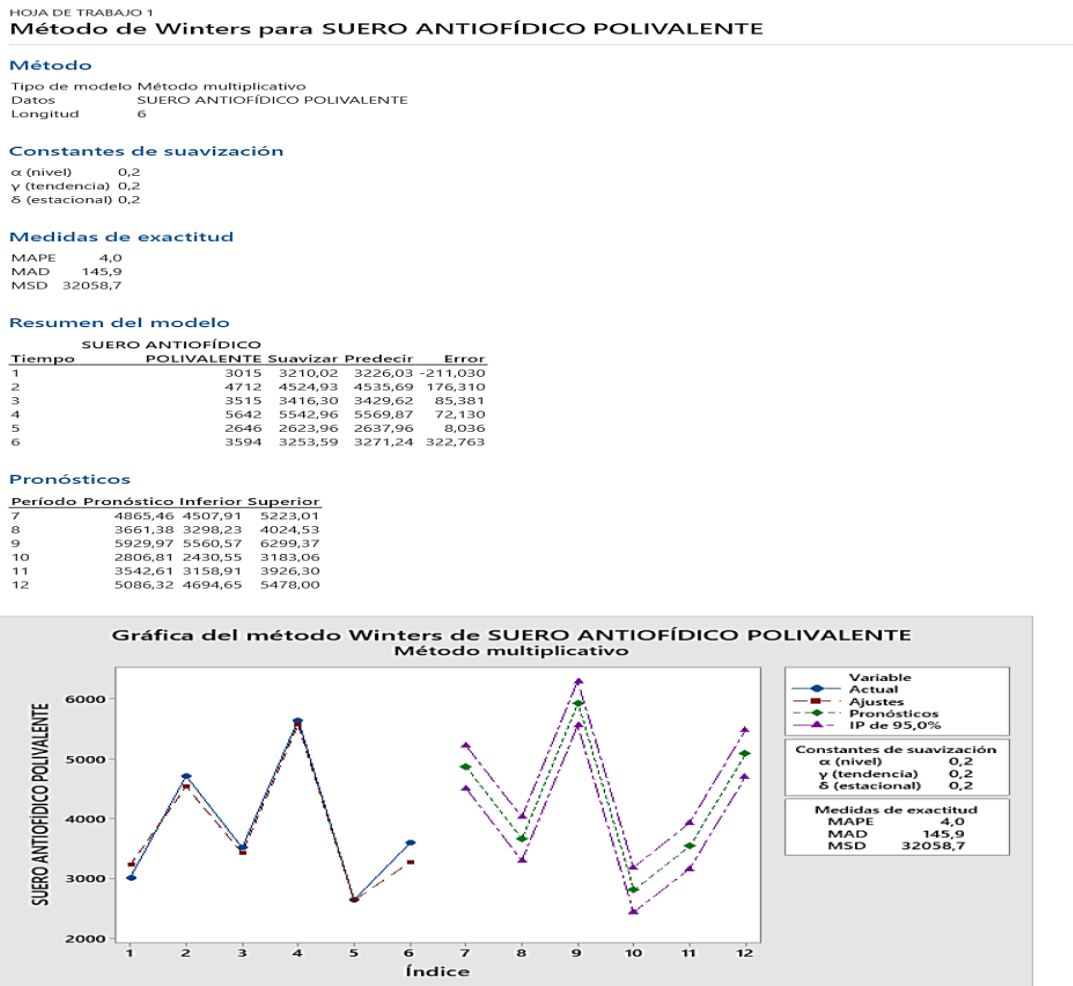 HOJA DE TRABAJO 1
Método de Winters para SUERO ANTIOFÍDICO POLIVALENTE
Método
Tipo de modelo Método multiplicativo
Datos SUERO ANTIOFÍDICO POLIVALENTE
Longitud 6
Constantes de suavización
α (nivel) 0,2
γ (tendencia) 0,2
δ (estacional) 0,2
Medidas de exactitud
MAPE 4,0
MAD 145,9
MSD 32058,7
Resumen del modelo
SUERO ANTIOFÍDICO
Tiempo POLIVALENTE Suavizar Predecir Error
1 3015 3210,02 3226,03 -211,030
2 4712 4524,93 4535,69 176,310
3 3515 3416,30 3429,62 85,381
4 5642 5542,96 5569,87 72,130
5 2646 2623,96 2637,96 8,036
6 3594 3253,59 3271,24 322,763
Pronósticos
Período Pronóstico Inferior Superior
7 4865,46 4507,91 5223,01
8 3661,38 3298,23 4024,53
9 5929,97 5560,57 6299,37
10 2806,81 2430,55 3183,06
11 3542,61 3158,91 3926,30
12 5086,32 4694,65 5478,00
Gráfica del método Winters de SUERO ANTIOFÍDICO POLIVALENTE
Método multiplicativo
SUERO ANTIOFÍDICO POLIVALENTE
6000
5000
4000
3000
2000
1 2 3 4 5 6 7 8 9 10 11 12
Índice
Variable
Actual
Ajustes
Pronósticos
IP de 95,0%
Constantes de suavización
α (nivel) 0,2
γ (tendencia) 0,2
δ (estacional) 0,2
Medidas de exactitud
MAPE 4,0
MAD 145,9
MSD 32058,7